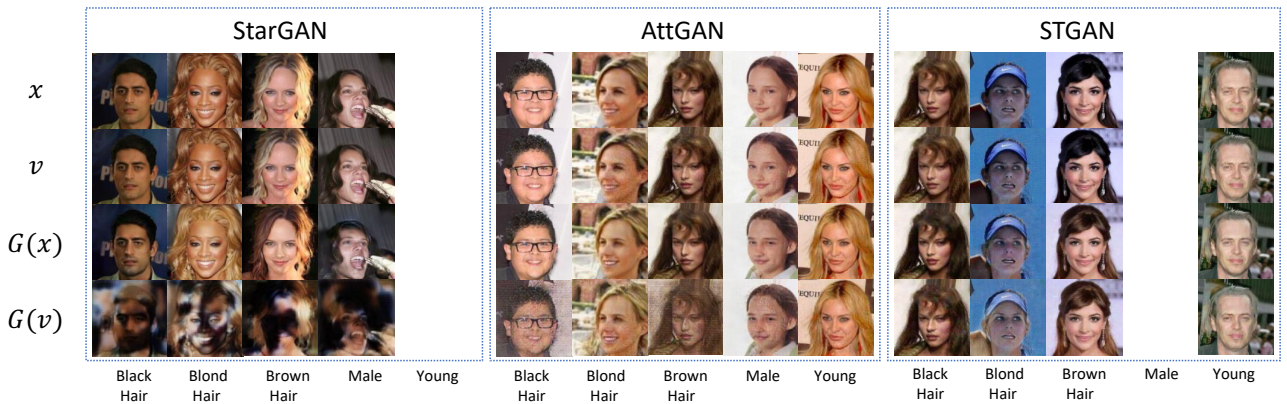 StarGAN AttGAN STGAN
x
v
G(x)
G(v)
Black Hair Blond Hair Brown Hair Male Young Black Hair Blond Hair Brown Hair Male Young Black Hair Blond Hair Brown Hair Male Young